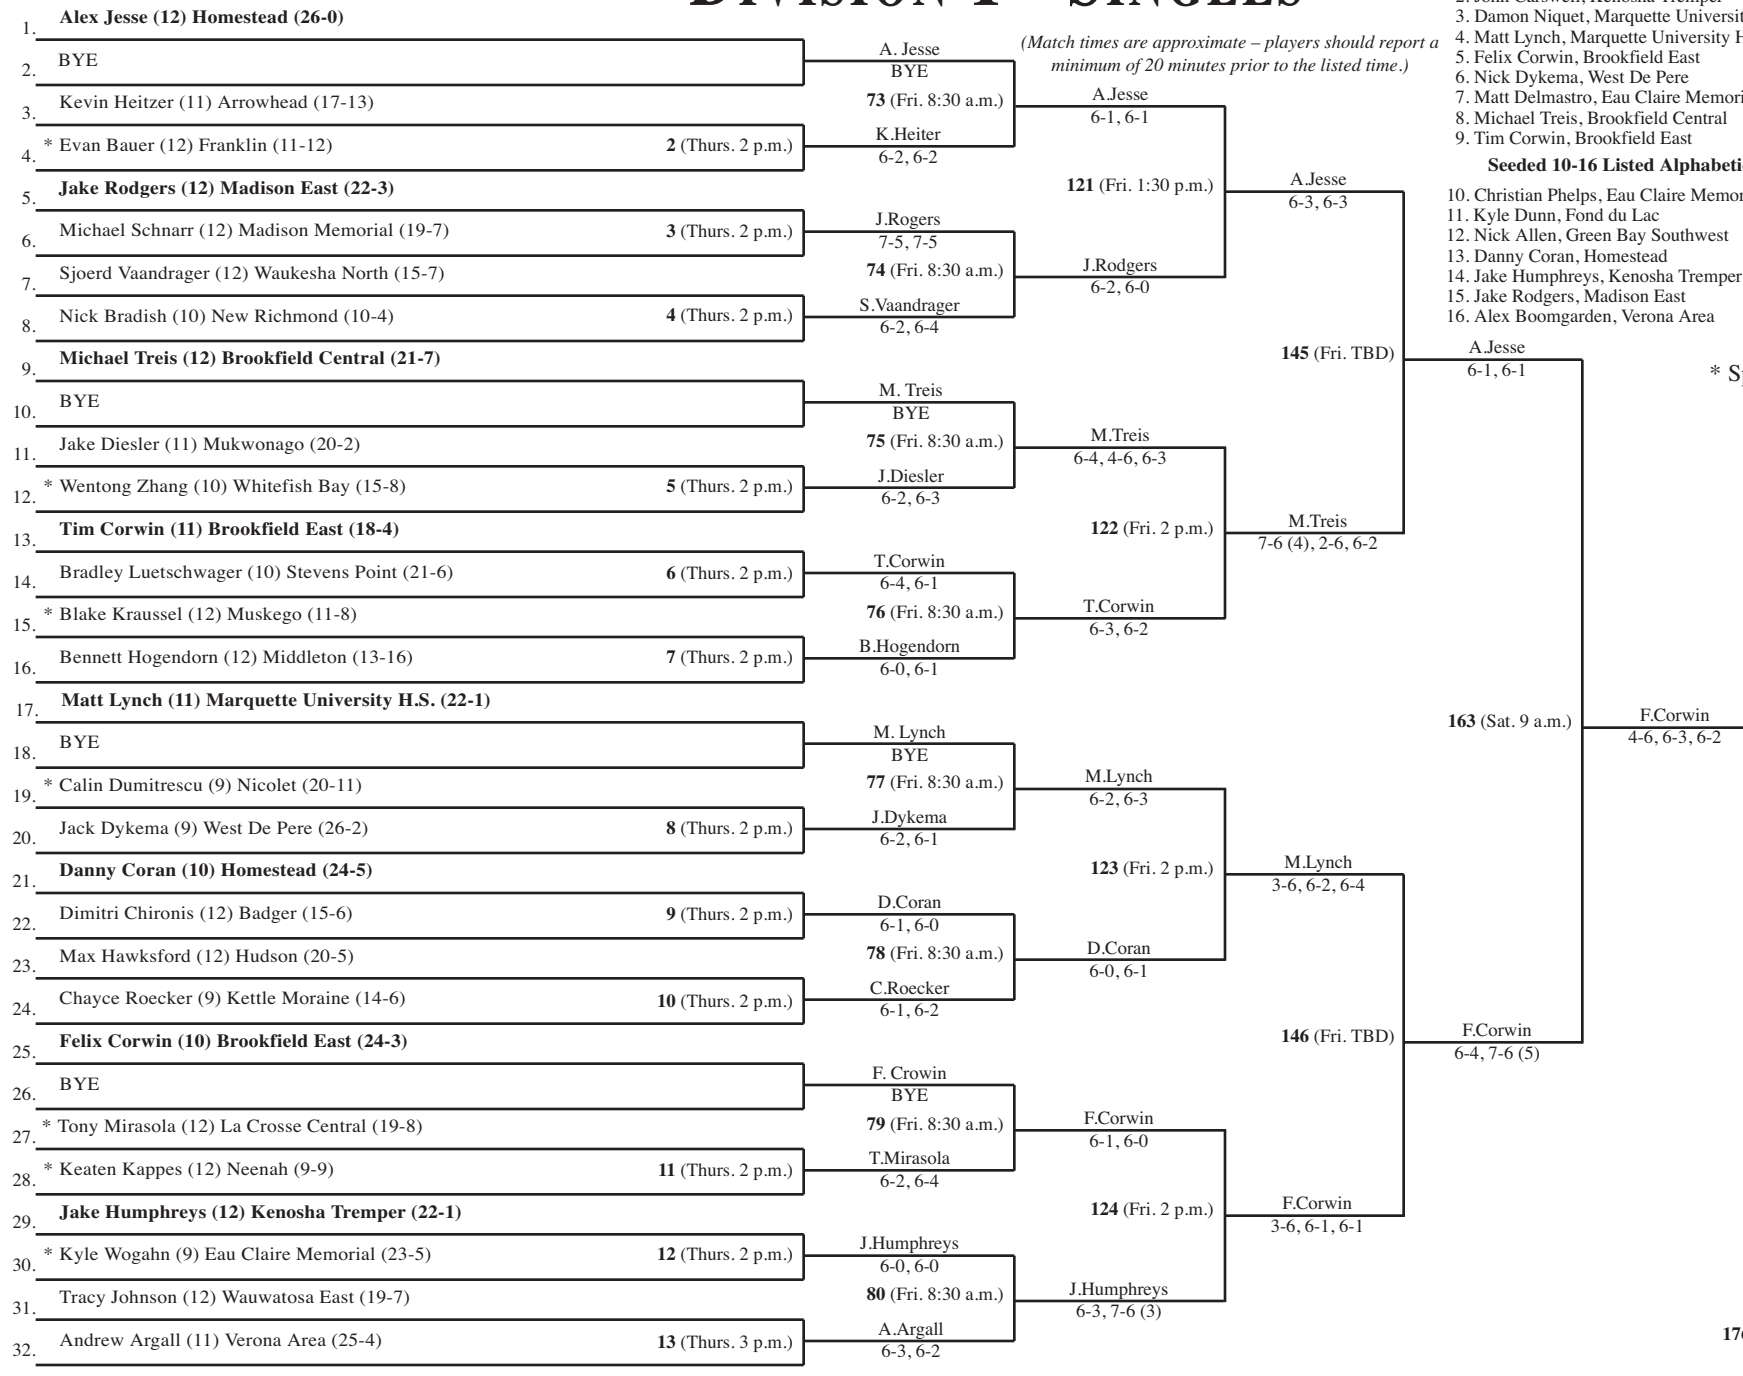 DIVISION 1 SINGLES
(Match times are approximate – players should report a
minimum of 20 minutes prior to the listed time.)
1. Alex Jesse (12) Homestead (26-0)
2. BYE
3. Kevin Heitzer (11) Arrowhead (17-13)
4. * Evan Bauer (12) Franklin (11-12)
2 (Thurs. 2 p.m.)
5. Jake Rodgers (12) Madison East (22-3)
6. Michael Schnarr (12) Madison Memorial (19-7)
3 (Thurs. 2 p.m.)
7. Sjoerd Vaandrager (12) Waukesha North (15-7)
8. Nick Bradish (10) New Richmond (10-4)
4 (Thurs. 2 p.m.)
9. Michael Treis (12) Brookfield Central (21-7)
10. BYE
11. Jake Diesler (11) Mukwonago (20-2)
12. * Wentong Zhang (10) Whitefish Bay (15-8)
5 (Thurs. 2 p.m.)
13. Tim Corwin (11) Brookfield East (18-4)
14. Bradley Luetschwager (10) Stevens Point (21-6)
6 (Thurs. 2 p.m.)
15. * Blake Kraussel (12) Muskego (11-8)
16. Bennett Hogendorn (12) Middleton (13-16)
7 (Thurs. 2 p.m.)
17. Matt Lynch (11) Marquette University H.S. (22-1)
18. BYE
19. * Calin Dumitrescu (9) Nicolet (20-11)
20. Jack Dykema (9) West De Pere (26-2)
8 (Thurs. 2 p.m.)
21. Danny Coran (10) Homestead (24-5)
22. Dimitri Chironis (12) Badger (15-6)
9 (Thurs. 2 p.m.)
23. Max Hawksford (12) Hudson (20-5)
24. Chayce Roecker (9) Kettle Moraine (14-6)
10 (Thurs. 2 p.m.)
25. Felix Corwin (10) Brookfield East (24-3)
26. BYE
27. * Tony Mirasola (12) La Crosse Central (19-8)
28. * Keaten Kappes (12) Neenah (9-9)
11 (Thurs. 2 p.m.)
29. Jake Humphreys (12) Kenosha Tremper (22-1)
30. * Kyle Wogahn (9) Eau Claire Memorial (23-5)
12 (Thurs. 2 p.m.)
31. Tracy Johnson (12) Wauwatosa East (19-7)
32. Andrew Argall (11) Verona Area (25-4)
13 (Thurs. 3 p.m.)
A. Jesse
BYE
73 (Fri. 8:30 a.m.)
K.Heiter
6-2, 6-2
J.Rogers
7-5, 7-5
74 (Fri. 8:30 a.m.)
S.Vaandrager
6-2, 6-4
M. Treis
BYE
75 (Fri. 8:30 a.m.)
J.Diesler
6-2, 6-3
T.Corwin
6-4, 6-1
76 (Fri. 8:30 a.m.)
B.Hogendorn
6-0, 6-1
M. Lynch
BYE
77 (Fri. 8:30 a.m.)
J.Dykema
6-2, 6-1
D.Coran
6-1, 6-0
78 (Fri. 8:30 a.m.)
C.Roecker
6-1, 6-2
F. Crowin
BYE
79 (Fri. 8:30 a.m.)
T.Mirasola
6-2, 6-4
J.Humphreys
6-0, 6-0
80 (Fri. 8:30 a.m.)
A.Argall
6-3, 6-2
A.Jesse
6-1, 6-1
121 (Fri. 1:30 p.m.)
J.Rodgers
6-2, 6-0
M.Treis
6-4, 4-6, 6-3
122 (Fri. 2 p.m.)
T.Corwin
6-3, 6-2
M.Lynch
6-2, 6-3
123 (Fri. 2 p.m.)
D.Coran
6-0, 6-1
F.Corwin
6-1, 6-0
124 (Fri. 2 p.m.)
J.Humphreys
6-3, 7-6 (3)
A.Jesse
6-3, 6-3
145 (Fri. TBD)
M.Treis
7-6 (4), 2-6, 6-2
M.Lynch
3-6, 6-2, 6-4
146 (Fri. TBD)
F.Corwin
3-6, 6-1, 6-1
A.Jesse
6-1, 6-1
163 (Sat. 9 a.m.)
F.Corwin
6-4, 7-6 (5)
F.Corwin
4-6, 6-3, 6-2
2. John Carswell, Kenosha Tremper
3. Damon Niquet, Marquette
4. Matt Lynch, Marquette University
5. Felix Corwin, Brookfield East
6. Nick Dykema, West De Pere
7. Matt Delmastro, Eau Claire
8. Michael Treis, Brookfield Central
9. Tim Corwin, Brookfield East
Seeded 10-16 Listed
10. Christian Phelps, Eau Claire
11. Kyle Dunn, Fond du Lac
12. Nick Allen, Green Bay Southwest
13. Danny Coran, Homestead
14. Jake Humphreys, Kenosha Tremper
15. Jake Rodgers, Madison East
16. Alex Boomgarden, Verona Area
*